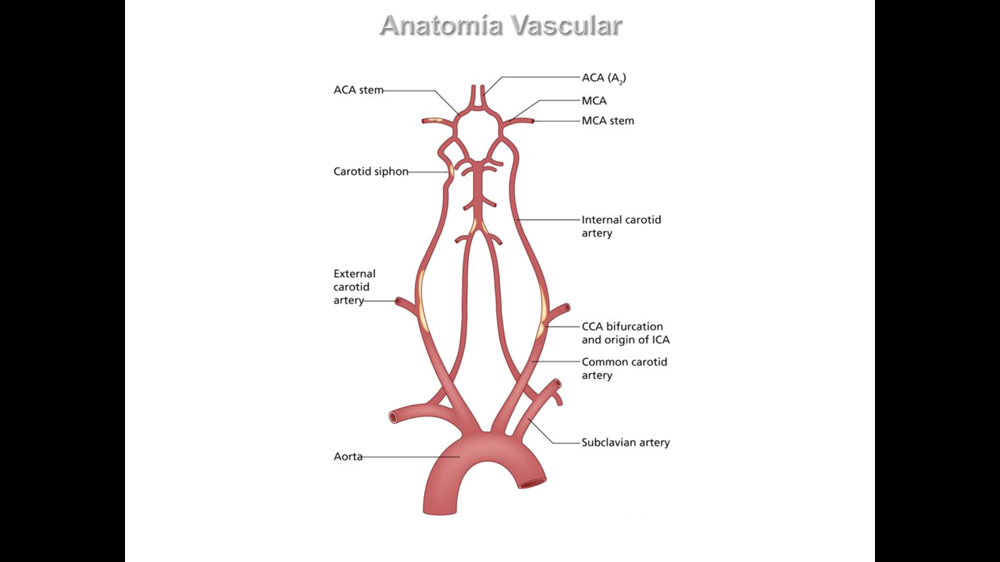 Anatomía Vascular
ACA (A₂)
ACA stem
MCA
MCA stem
Carotid siphon
Internal carotid
artery
External
carotid
artery
CCA bifurcation
and origin of ICA
Common carotid
artery
Subclavian artery
Aorta